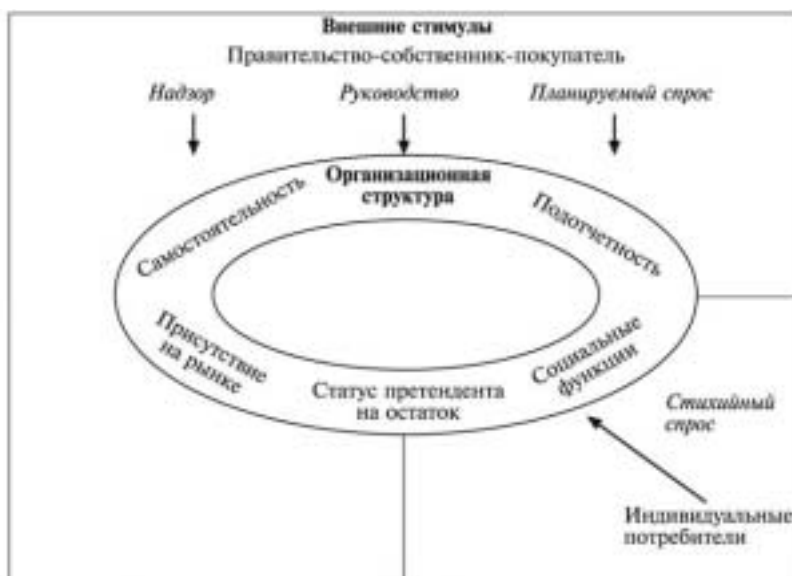 Внешние стимулы
Правительство-собственник-покупатель
Надзор
Руководство
Планируемый спрос
Организационная
структура
Самостоятельность
Подотчетность
Присутствие
на рынке
Статус претендента
на остаток
Социальные
функции
Стихийный
спрос
Индивидуальные
потребители